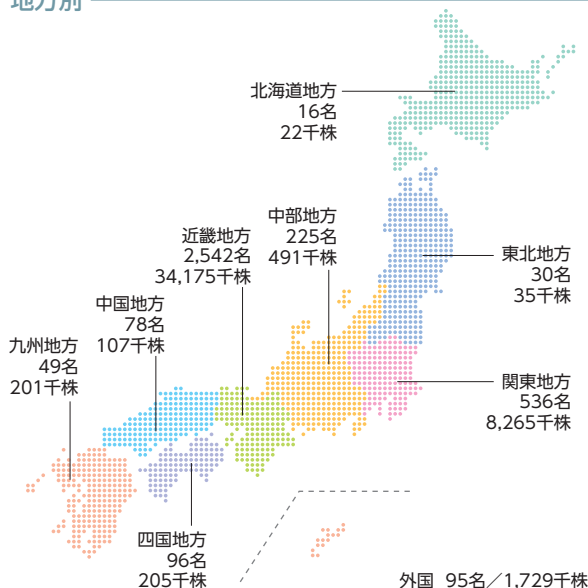 地方別
北海道地方
16名
22千株
中部地方
225名
491千株
近畿地方
2,542名
34,175千株
東北地方
30名
35千株
中国地方
78名
107千株
九州地方
49名
201千株
関東地方
536名
8,265千株
四国地方
96名
205千株
外国 95名／1,729千株